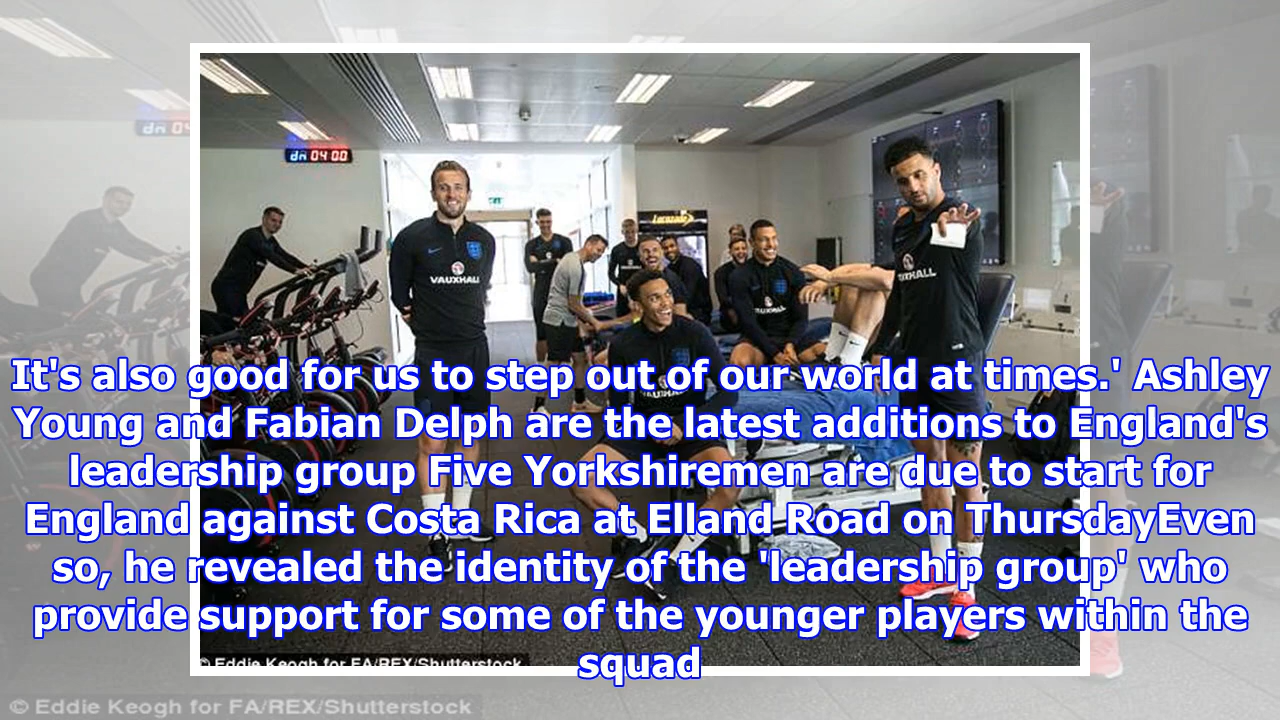 dn 04 00
Lucozade
VAUXHALL
VAUXHALL
It's also good for us to step out of our world at times.' Ashley
Young and Fabian Delph are the latest additions to England's
leadership group Five Yorkshiremen are due to start for
England against Costa Rica at Elland Road on ThursdayEven
so, he revealed the identity of the 'leadership group' who
provide support for some of the younger players within the
squad
© Eddie Keogh for FA/REX/Shutterstock
© Eddie Keogh for FA/REX/Shutterstock